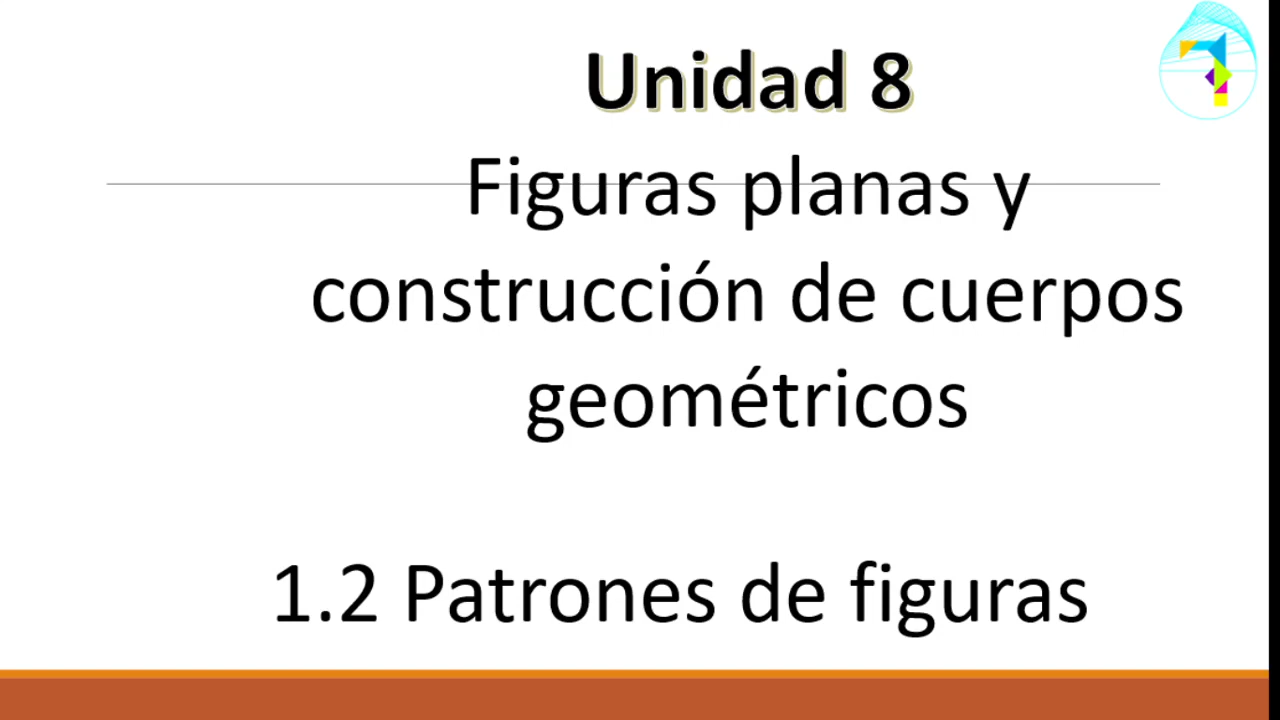 Unidad 8
Figuras planas y
construcción de cuerpos
geométricos
1.2 Patrones de figuras